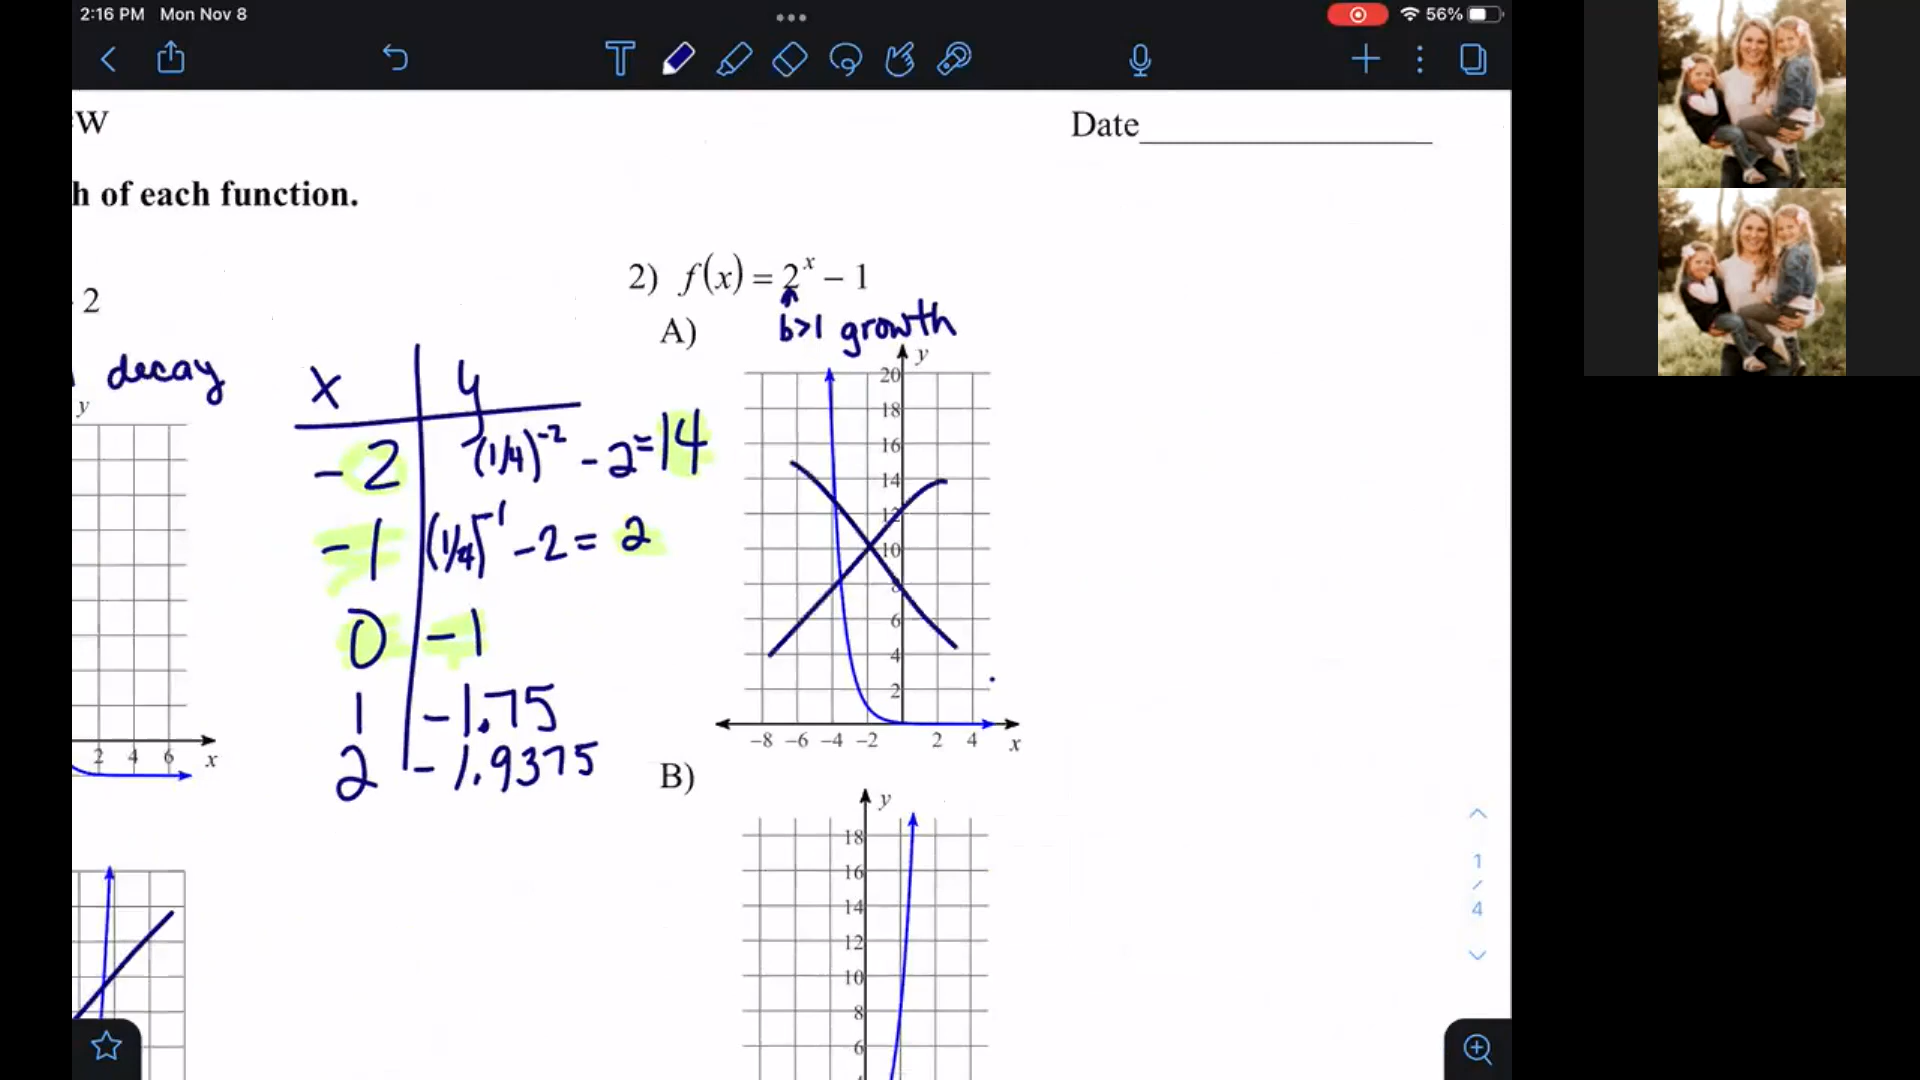 2:16 PM Mon Nov 8
56%
W
Date
h of each function.
2) f(x) = 2ˣ − 1
2
b>1 growth
A)
decay
x | y
-2 | (1/4)⁻² - 2 = 14
-1 | (1/4)⁻¹ - 2 = 2
0 | -1
1 | -1.75
2 | -1.9375
y
2 4 6 x
y
20
18
16
14
12
10
8
6
4
2
−8 −6 −4 −2 2 4 x
B)
y
18
16
14
12
10
8
6
1
4